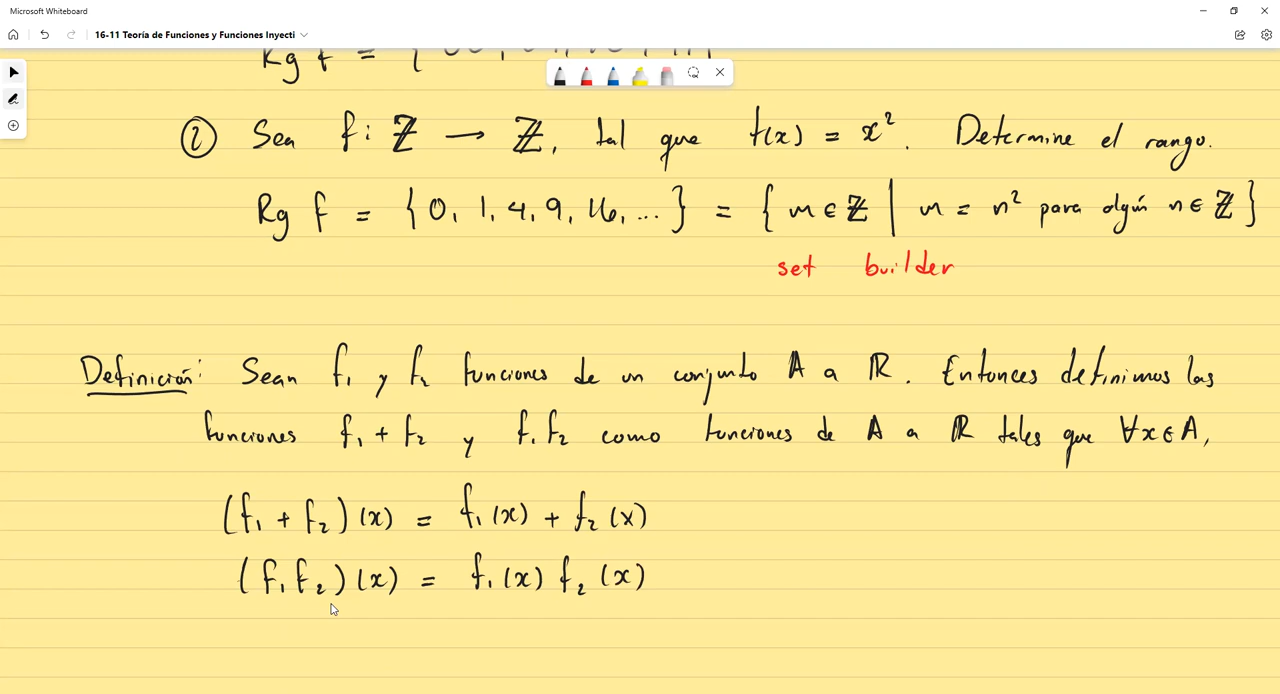 Microsoft Whiteboard
16-11 Teoría de Funciones y Funciones Inyecti
Rg f = {
② Sea f: ℤ → ℤ, tal que f(x) = x². Determine el rango.
Rg f = {0, 1, 4, 9, 16, ...} = {m ∈ ℤ | m = n² para algún n ∈ ℤ}
set builder
Definición: Sean f₁ y f₂ funciones de un conjunto A a ℝ. Entonces definimos las
funciones f₁ + f₂ y f₁f₂ como funciones de A a ℝ tales que ∀x∈A,
(f₁ + f₂)(x) = f₁(x) + f₂(x)
(f₁f₂)(x) = f₁(x) f₂(x)